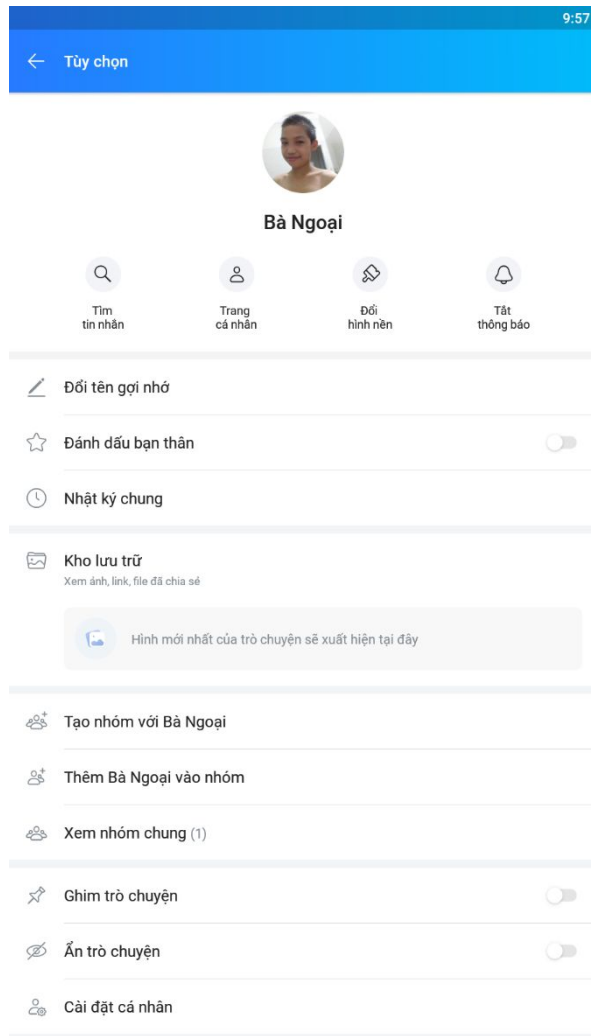 9:57
Tùy chọn
Bà Ngoại
Tìm
tin nhắn
Trang
cá nhân
Đổi
hình nền
Tắt
thông báo
Đổi tên gợi nhớ
Đánh dấu bạn thân
Nhật ký chung
Kho lưu trữ
Xem ảnh, link, file đã chia sẻ
Hình mới nhất của trò chuyện sẽ xuất hiện tại đây
Tạo nhóm với Bà Ngoại
Thêm Bà Ngoại vào nhóm
Xem nhóm chung (1)
Ghim trò chuyện
Ẩn trò chuyện
Cài đặt cá nhân